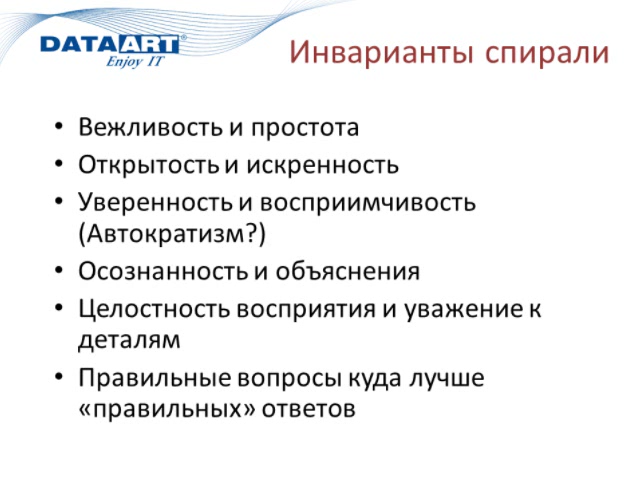 DATAART®
Enjoy IT
Инварианты спирали
• Вежливость и простота
• Открытость и искренность
• Уверенность и восприимчивость
(Автократизм?)
• Осознанность и объяснения
• Целостность восприятия и уважение к
деталям
• Правильные вопросы куда лучше
«правильных» ответов